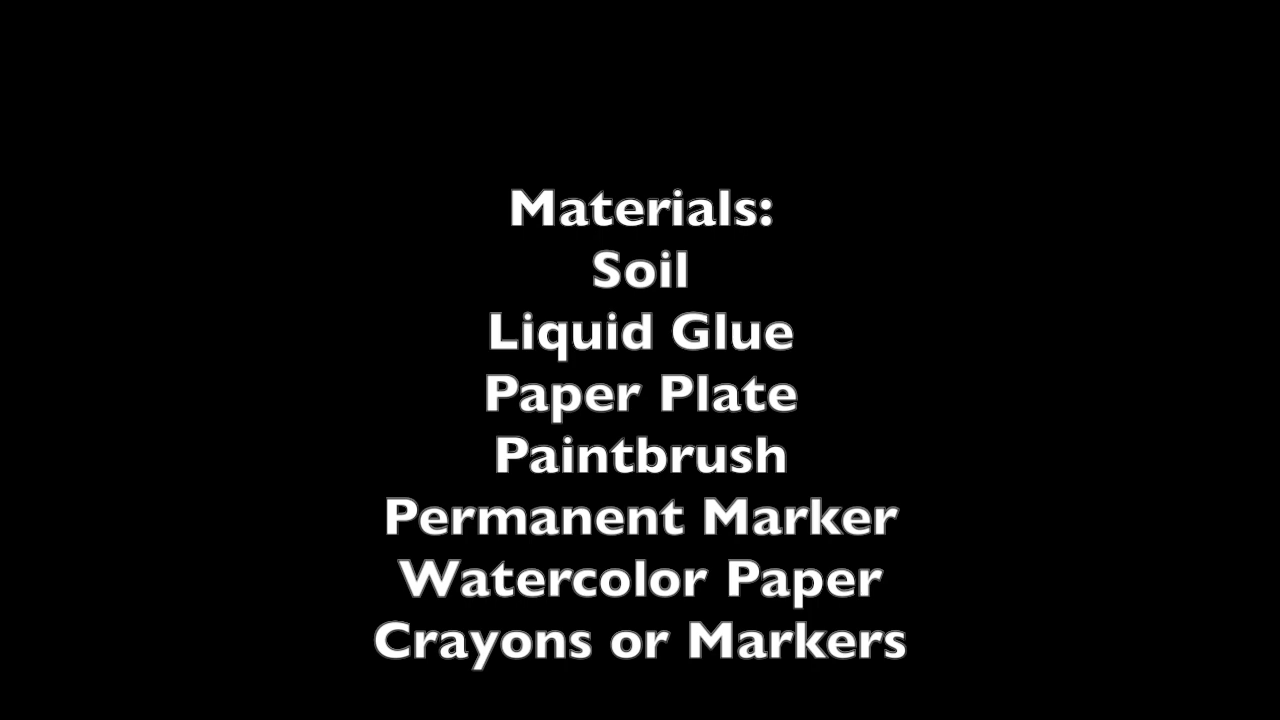 Materials:
Soil
Liquid Glue
Paper Plate
Paintbrush
Permanent Marker
Watercolor Paper
Crayons or Markers